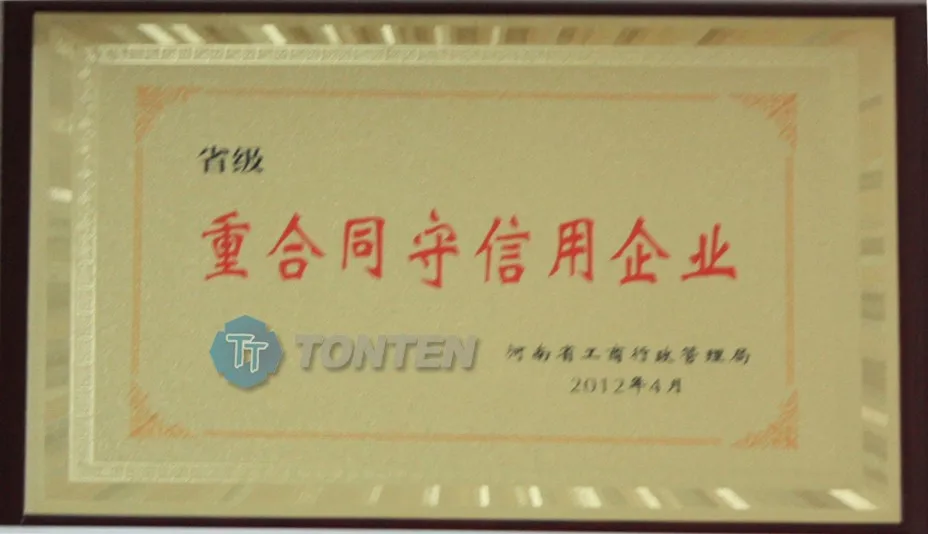 省级
重合同守信用企业
TT TONTEN
河南省工商行政管理局
2012年4月